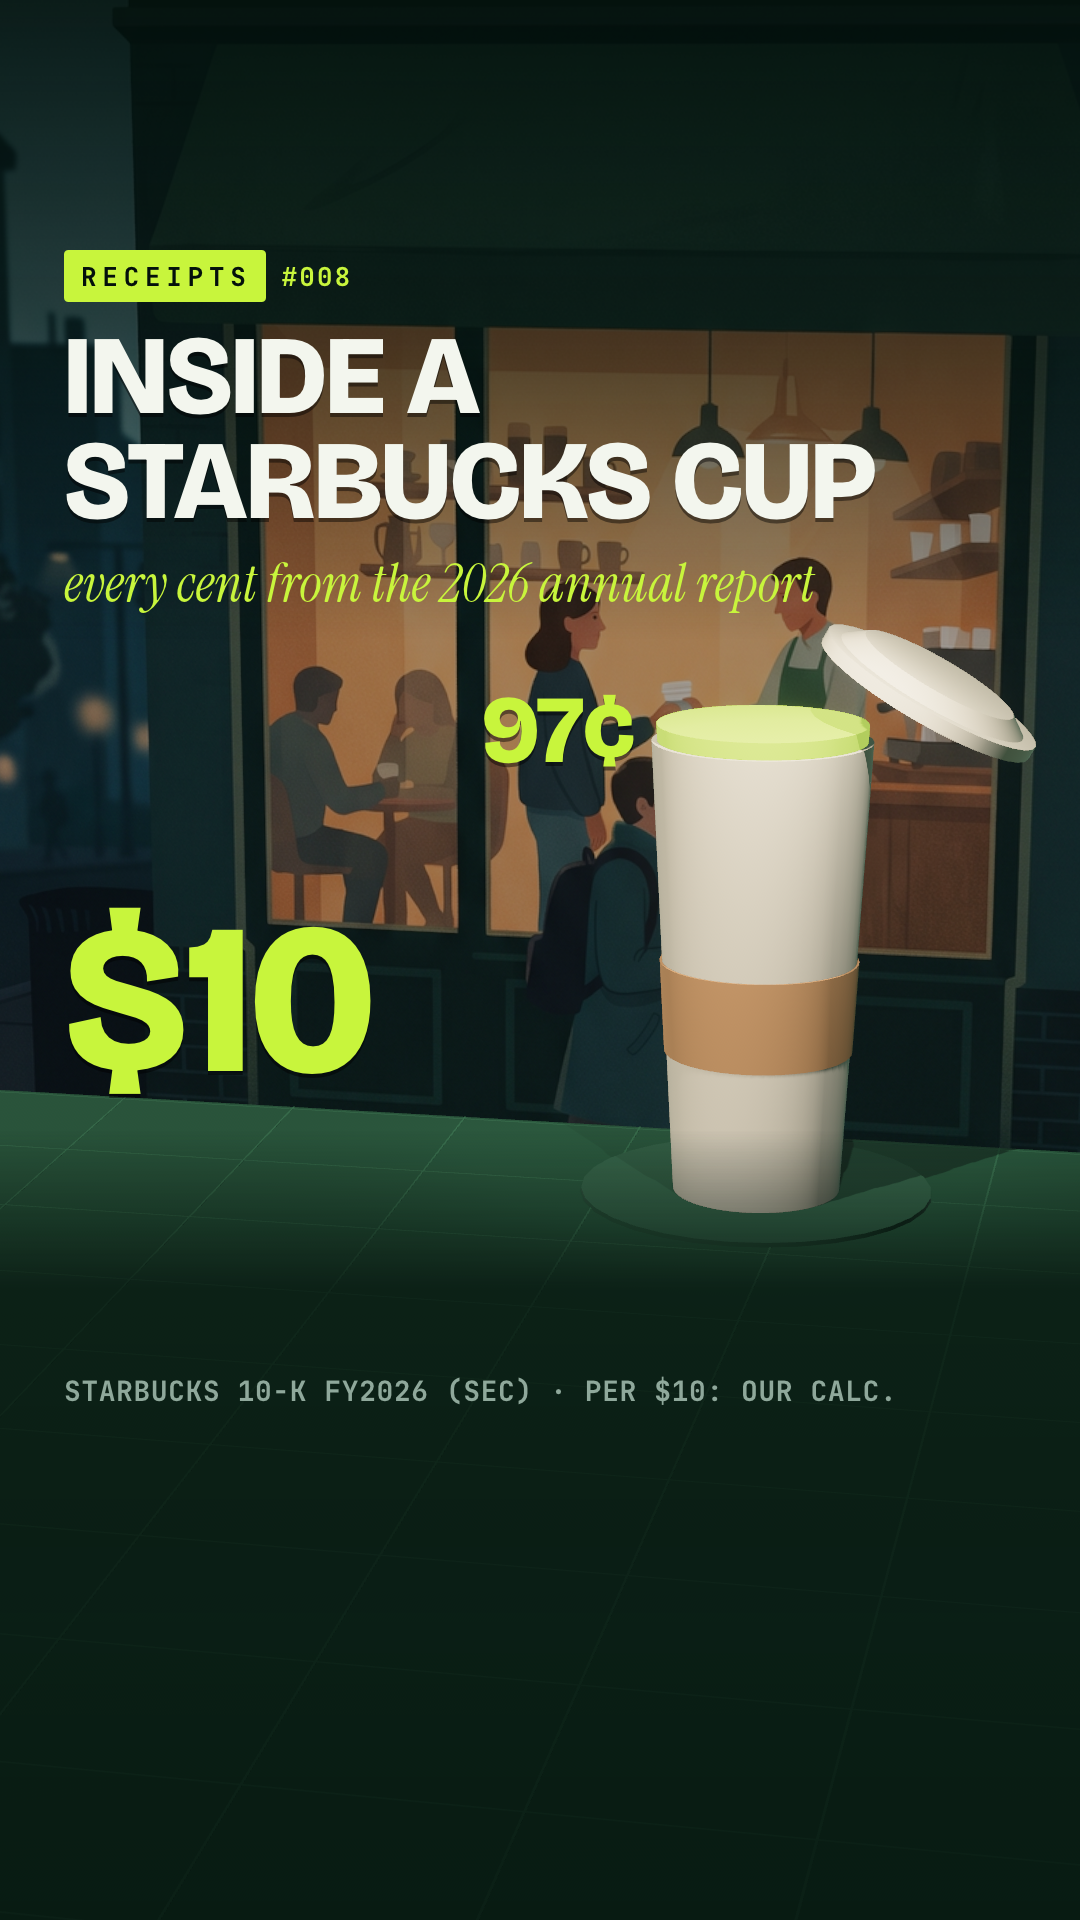 RECEIPTS #008
INSIDE A
STARBUCKS CUP
every cent from the 2026 annual report
97¢
$10
STARBUCKS 10-K FY2026 (SEC) · PER $10: OUR CALC.